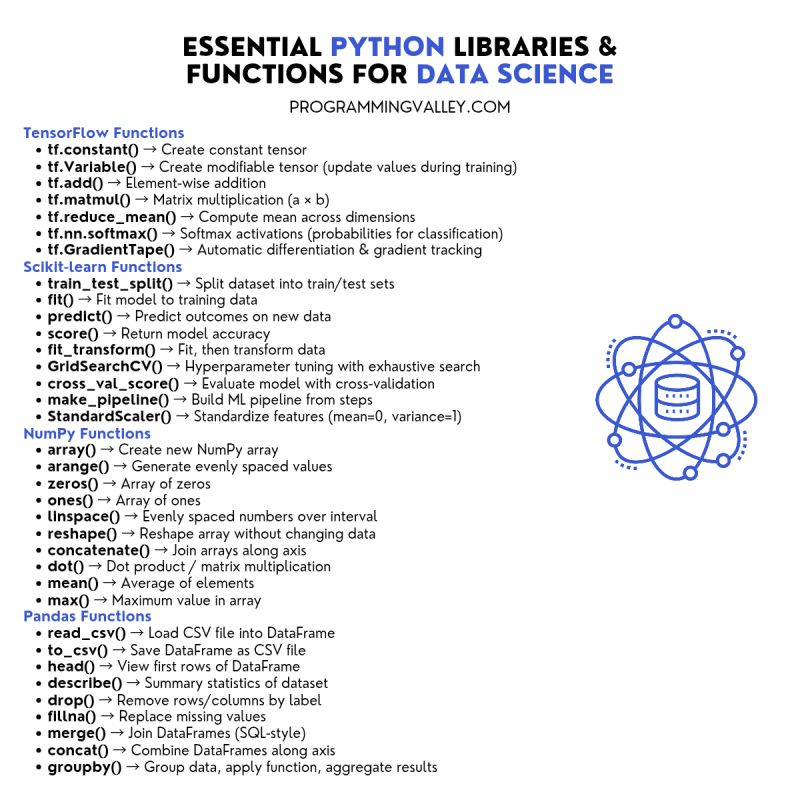 ESSENTIAL PYTHON LIBRARIES &
FUNCTIONS FOR DATA SCIENCE
PROGRAMMINGVALLEY.COM
TensorFlow Functions
• tf.constant() → Create constant tensor
• tf.Variable() → Create modifiable tensor (update values during training)
• tf.add() → Element-wise addition
• tf.matmul() → Matrix multiplication (a × b)
• tf.reduce_mean() → Compute mean across dimensions
• tf.nn.softmax() → Softmax activations (probabilities for classification)
• tf.GradientTape() → Automatic differentiation & gradient tracking
Scikit-learn Functions
• train_test_split() → Split dataset into train/test sets
• fit() → Fit model to training data
• predict() → Predict outcomes on new data
• score() → Return model accuracy
• fit_transform() → Fit, then transform data
• GridSearchCV() → Hyperparameter tuning with exhaustive search
• cross_val_score() → Evaluate model with cross-validation
• make_pipeline() → Build ML pipeline from steps
• StandardScaler() → Standardize features (mean=0, variance=1)
NumPy Functions
• array() → Create new NumPy array
• arange() → Generate evenly spaced values
• zeros() → Array of zeros
• ones() → Array of ones
• linspace() → Evenly spaced numbers over interval
• reshape() → Reshape array without changing data
• concatenate() → Join arrays along axis
• dot() → Dot product / matrix multiplication
• mean() → Average of elements
• max() → Maximum value in array
Pandas Functions
• read_csv() → Load CSV file into DataFrame
• to_csv() → Save DataFrame as CSV file
• head() → View first rows of DataFrame
• describe() → Summary statistics of dataset
• drop() → Remove rows/columns by label
• fillna() → Replace missing values
• merge() → Join DataFrames (SQL-style)
• concat() → Combine DataFrames along axis
• groupby() → Group data, apply function, aggregate results